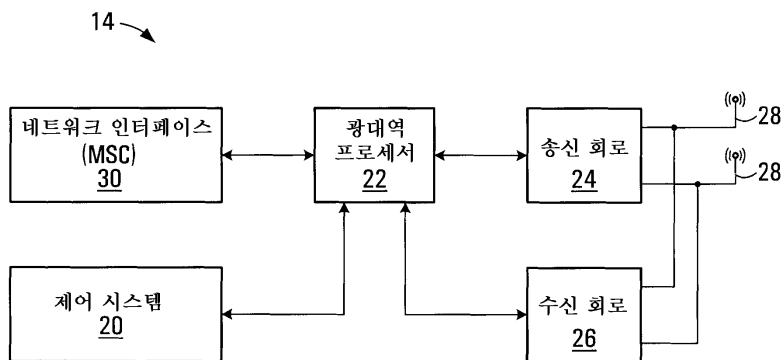 14
네트워크 인터페이스
(MSC)
30
광대역
프로세서
22
송신 회로
24
28
28
제어 시스템
20
수신 회로
26